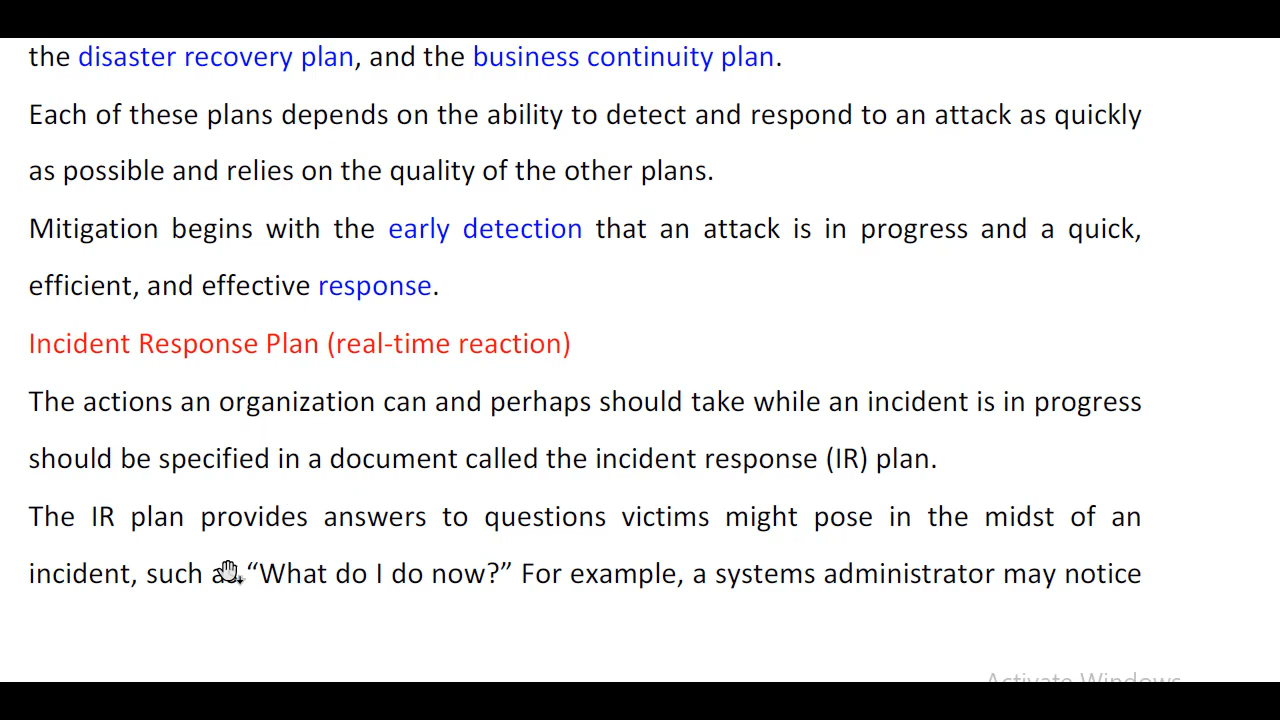 the disaster recovery plan, and the business continuity plan.
Each of these plans depends on the ability to detect and respond to an attack as quickly
as possible and relies on the quality of the other plans.
Mitigation begins with the early detection that an attack is in progress and a quick,
efficient, and effective response.
Incident Response Plan (real-time reaction)
The actions an organization can and perhaps should take while an incident is in progress
should be specified in a document called the incident response (IR) plan.
The IR plan provides answers to questions victims might pose in the midst of an
incident, such as “What do I do now?” For example, a systems administrator may notice
Activate Windows